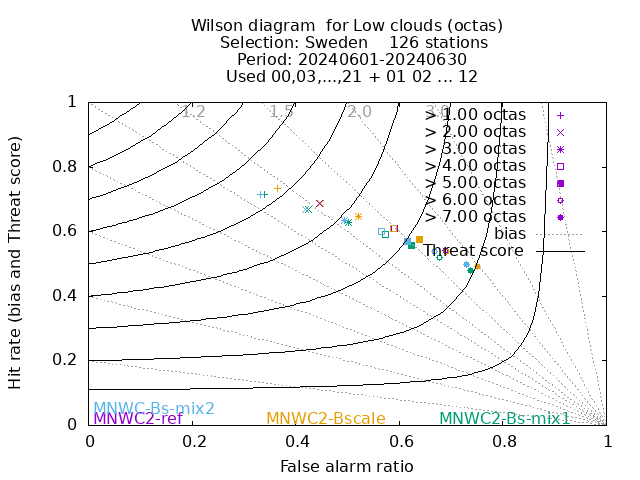 Wilson diagram  for Low clouds (octas)
Selection: Sweden    126 stations
Period: 20240601-20240630
Used 00,03,...,21 + 01 02 ... 12
Hit rate (bias and Threat score)
1
0.8
0.6
0.4
0.2
0
1.2
1.5
2.0
3.0
> 1.00 octas
> 2.00 octas
> 3.00 octas
> 4.00 octas
> 5.00 octas
> 6.00 octas
> 7.00 octas
bias
Threat score
MNWC-Bs-mix2
MNWC2-ref
MNWC2-Bscale
MNWC2-Bs-mix1
0
0.2
0.4
0.6
0.8
1
False alarm ratio